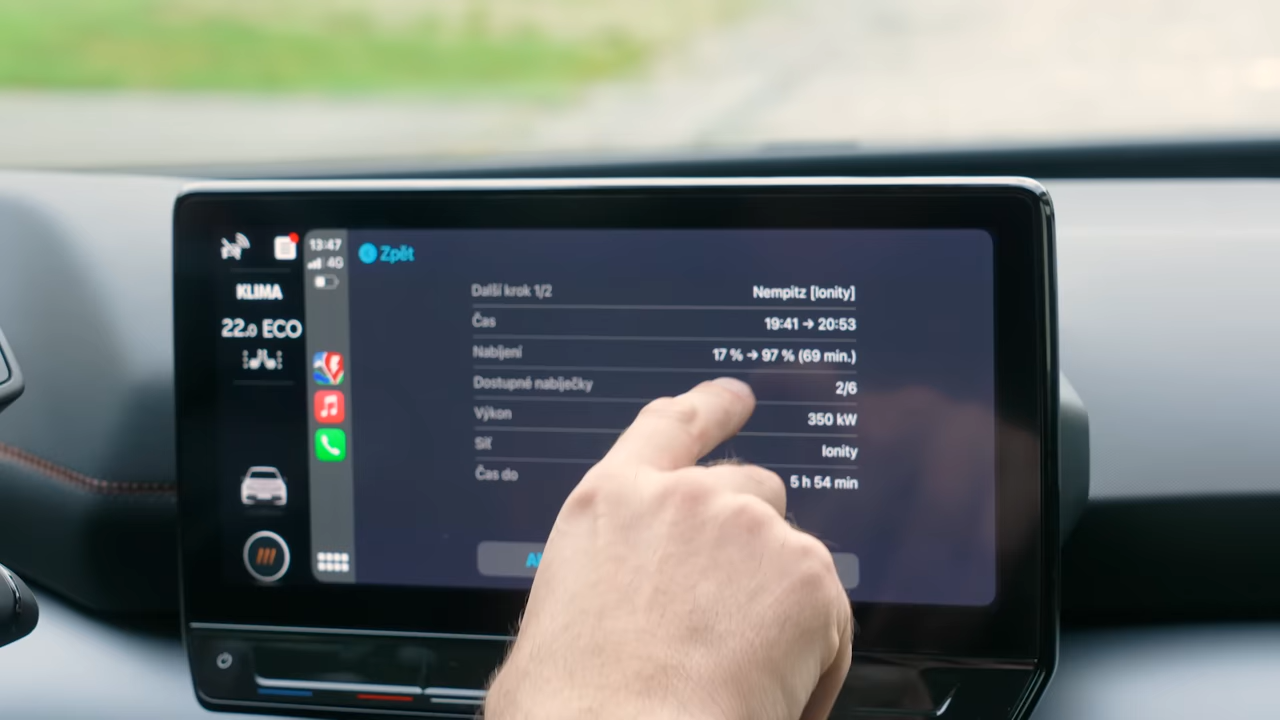 13:47
4G
Zpět
KLIMA
22.0 ECO
Další krok 1/2 Nempitz [Ionity]
Čas 19:41 → 20:53
Nabíjení 17 % → 97 % (69 min.)
Dostupné nabíječky 2/6
Výkon 350 kW
Síť Ionity
Čas do 5 h 54 min